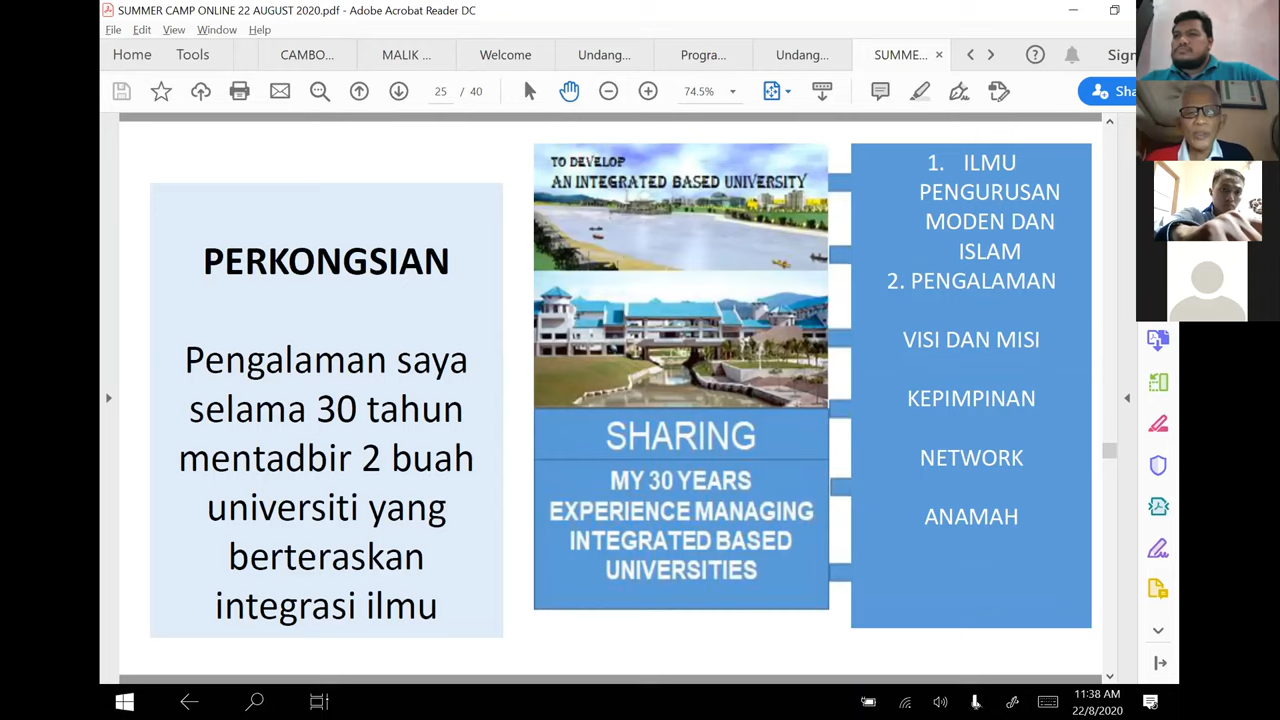 SUMMER CAMP ONLINE 22 AUGUST 2020.pdf - Adobe Acrobat Reader DC
File Edit View Window Help
Home Tools CAMBO... MALIK ... Welcome Undang... Progra... Undang... SUMME... × Sign
25 / 40 74.5% Sha
PERKONGSIAN
Pengalaman saya
selama 30 tahun
mentadbir 2 buah
universiti yang
berteraskan
integrasi ilmu
TO DEVELOP
AN INTEGRATED BASED UNIVERSITY
SHARING
MY 30 YEARS
EXPERIENCE MANAGING
INTEGRATED BASED
UNIVERSITIES
1. ILMU
PENGURUSAN
MODEN DAN
ISLAM
2. PENGALAMAN
VISI DAN MISI
KEPIMPINAN
NETWORK
ANAMAH
11:38 AM
22/8/2020